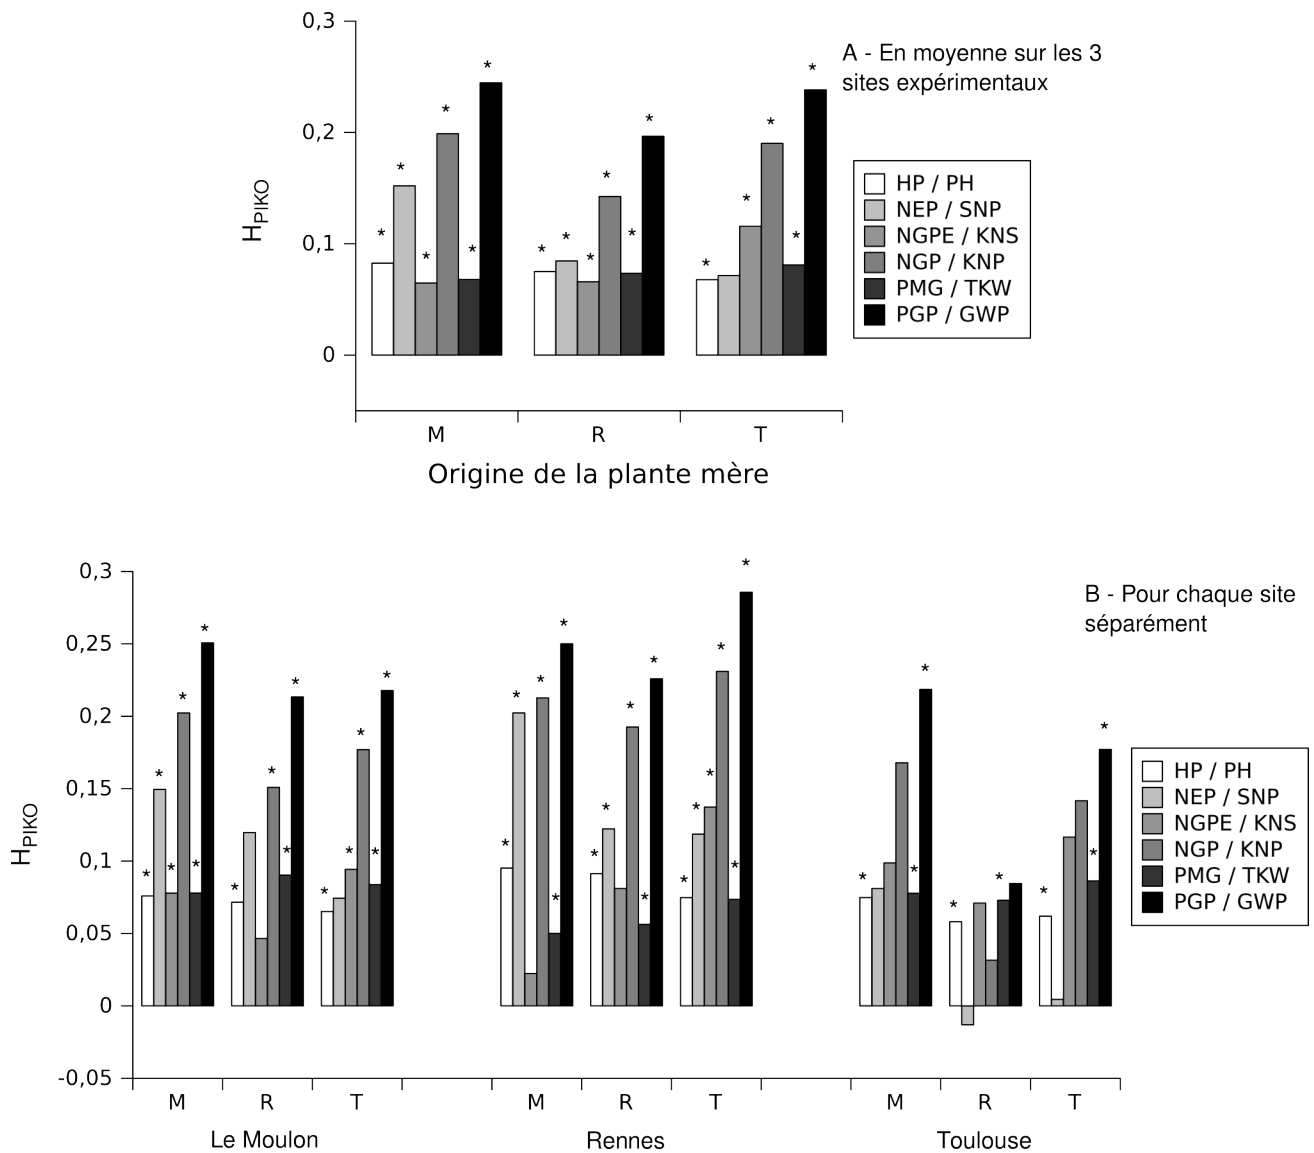 0,3
A - En moyenne sur les 3
sites expérimentaux
*
*
*
*
*
0,2
*
*
*
*
HPIKO
HP / PH
NEP / SNP
NGPE / KNS
NGP / KNP
PMG / TKW
PGP / GWP
*
*
*
*
*
*
*
*
0,1
0
M R T
Origine de la plante mère
0,3
B - Pour chaque site
séparément
0,25
0,2
0,15
0,1
0,05
0
-0,05
HPIKO
* * * * * *
* * * *
* * * * *
* * * * *
* * * * *
* * * * * *
* * *
* *
* * *
HP / PH
NEP / SNP
NGPE / KNS
NGP / KNP
PMG / TKW
PGP / GWP
M R T M R T M R T
Le Moulon Rennes Toulouse